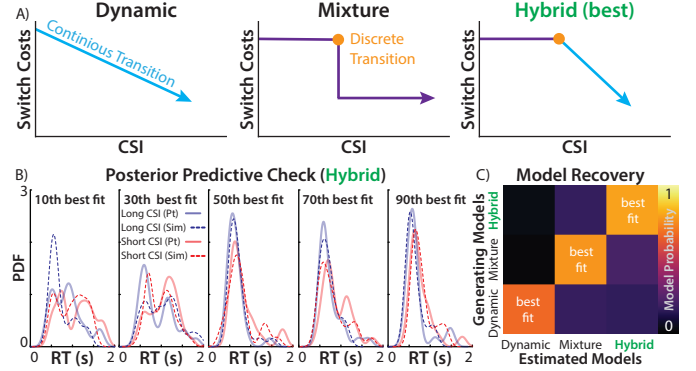 A)
Dynamic
Switch Costs
Continious Transition
CSI
Mixture
Switch Costs
Discrete
Transition
CSI
Hybrid (best)
Switch Costs
CSI
B)
Posterior Predictive Check (Hybrid)
3
PDF
0
10th best fit
0 RT (s) 2
30th best fit
Long CSI (Pt)
Long CSI (Sim)
Short CSI (Pt)
Short CSI (Sim)
0 RT (s) 2
50th best fit
0 RT (s) 2
70th best fit
0 RT (s) 2
90th best fit
0 RT (s) 2
C)
Model Recovery
Generating Models
Hybrid
Mixture
Dynamic
best
fit
best
fit
best
fit
Dynamic Mixture Hybrid
Estimated Models
1
Model Probability
0